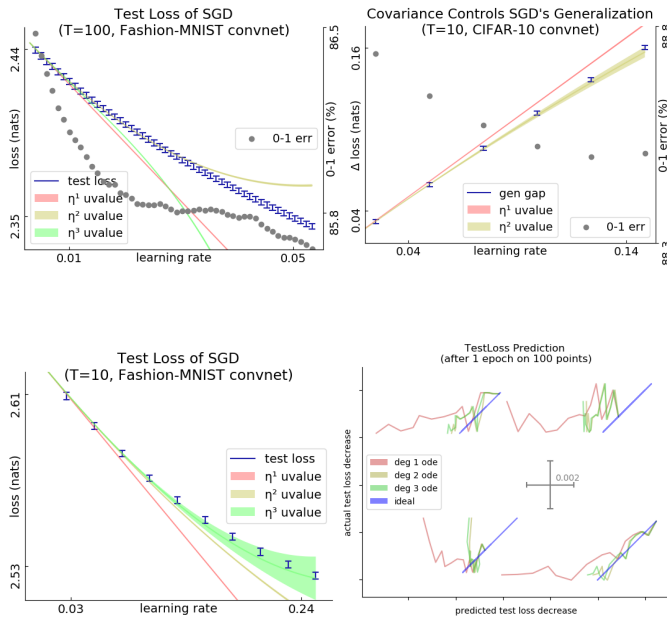 Test Loss of SGD
(T=100, Fashion-MNIST convnet)
2.44
loss (nats)
2.35
86.5
0-1 error (%)
85.8
0-1 err
test loss
η¹ uvalue
η² uvalue
η³ uvalue
0.01
learning rate
0.05
Covariance Controls SGD's Generalization
(T=10, CIFAR-10 convnet)
0.16
Δ loss (nats)
0.04
0-1 error (%)
gen gap
η¹ uvalue
η² uvalue
0-1 err
0.04
learning rate
0.14
Test Loss of SGD
(T=10, Fashion-MNIST convnet)
2.61
loss (nats)
2.53
test loss
η¹ uvalue
η² uvalue
η³ uvalue
0.03
learning rate
0.24
TestLoss Prediction
(after 1 epoch on 100 points)
actual test loss decrease
deg 1 ode
deg 2 ode
deg 3 ode
ideal
0.002
predicted test loss decrease